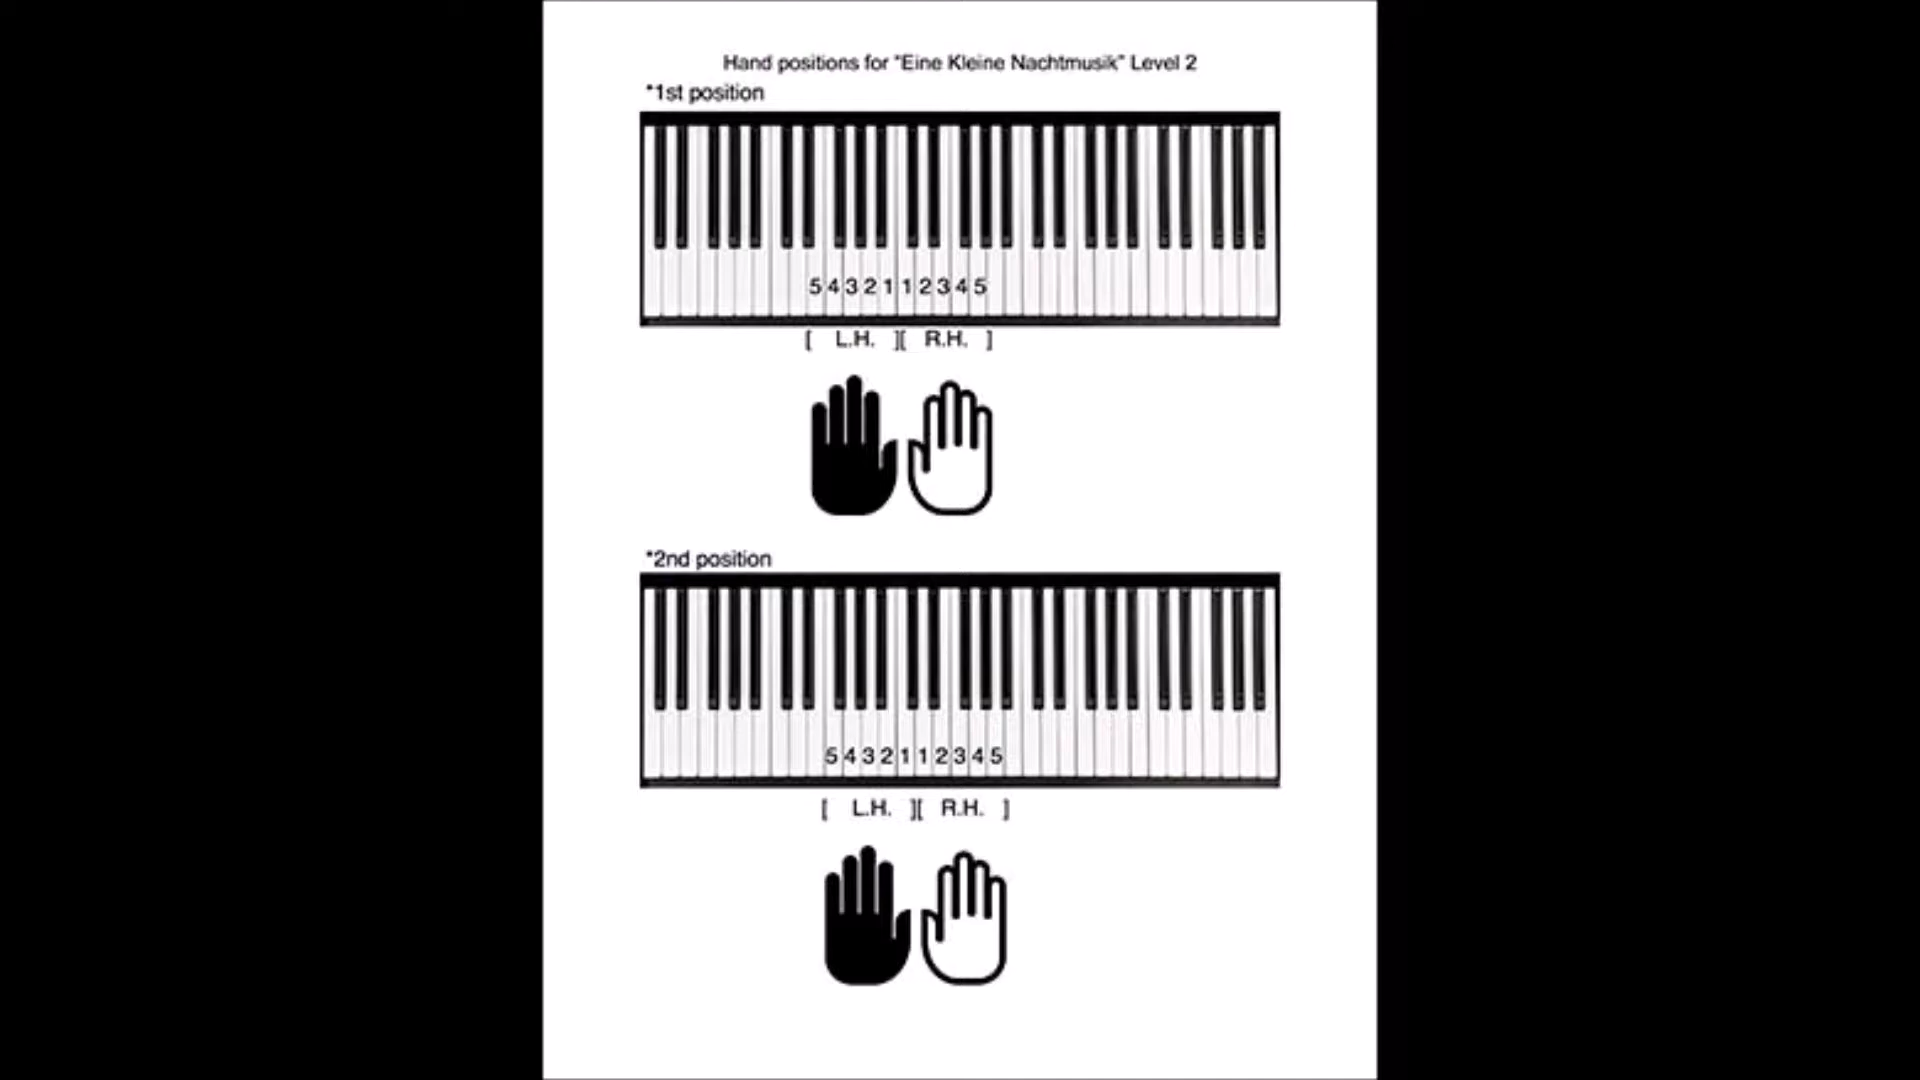 Hand positions for "Eine Kleine Nachtmusik" Level 2
*1st position
5 4 3 2 1 1 2 3 4 5
[ L.H. ][ R.H. ]
*2nd position
5 4 3 2 1 1 2 3 4 5
[ L.H. ][ R.H. ]